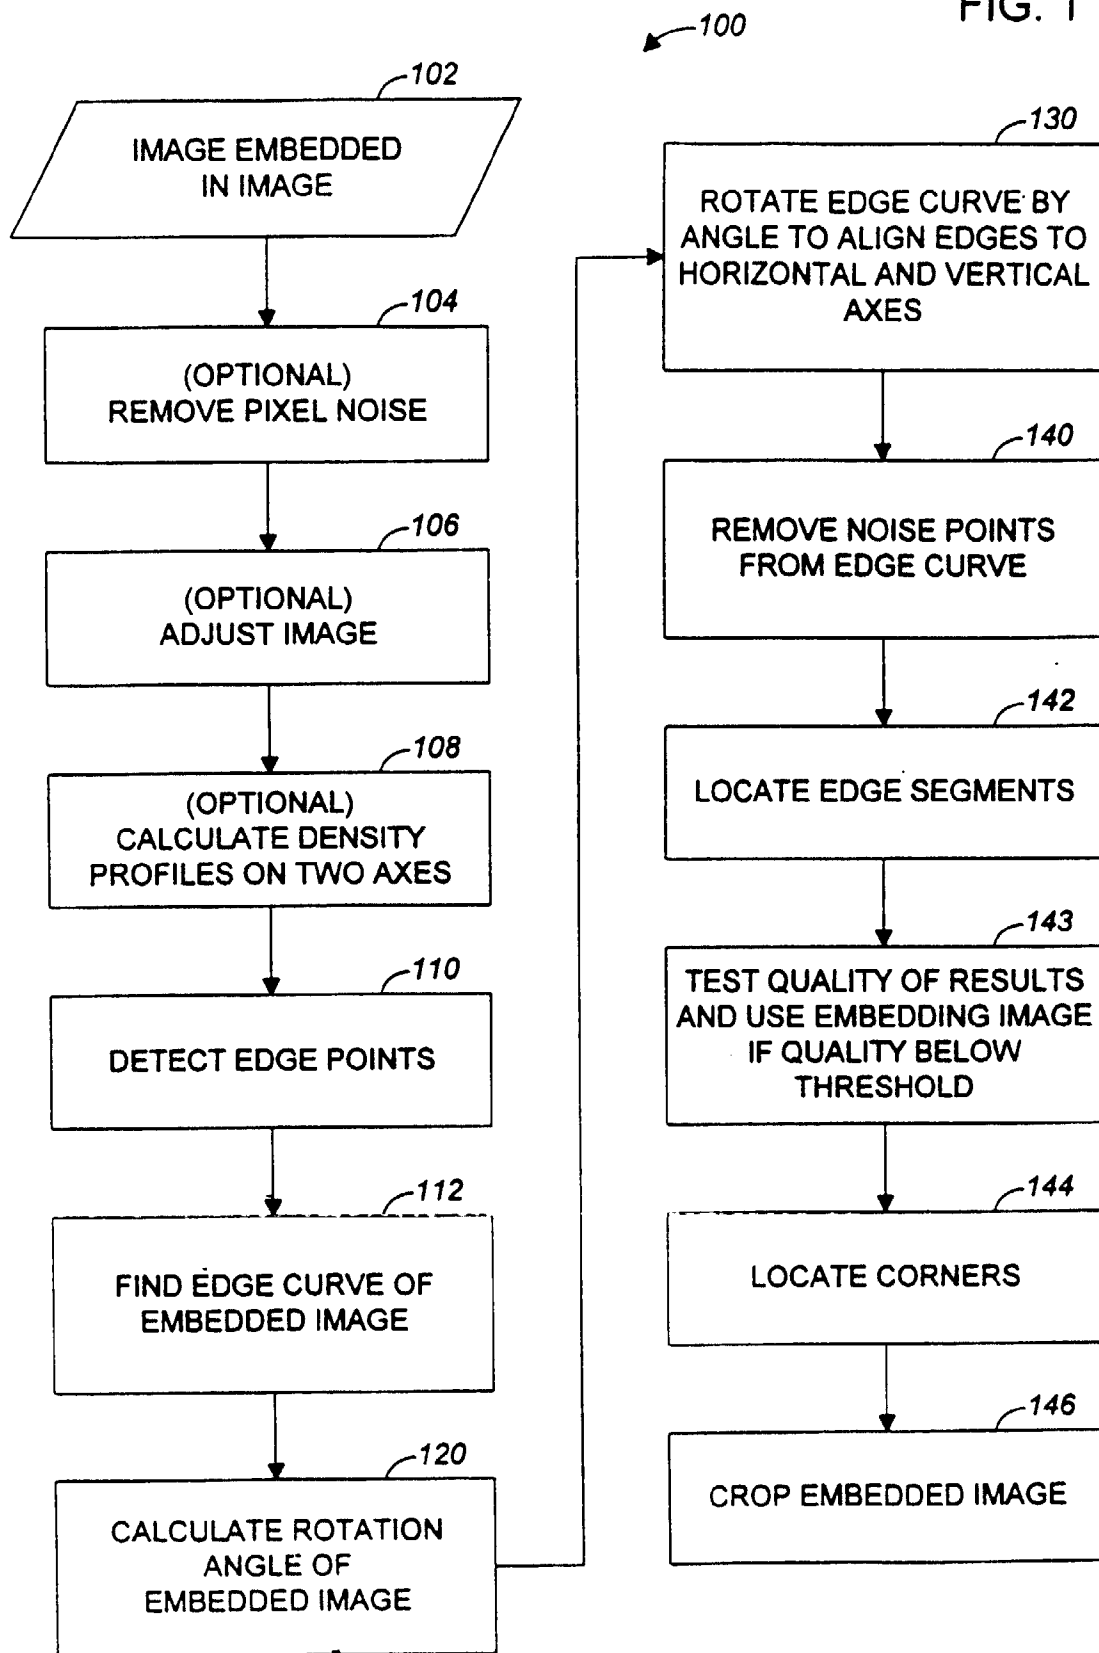 FIG. 1
100
102
IMAGE EMBEDDED
IN IMAGE
104
(OPTIONAL)
REMOVE PIXEL NOISE
106
(OPTIONAL)
ADJUST IMAGE
108
(OPTIONAL)
CALCULATE DENSITY
PROFILES ON TWO AXES
110
DETECT EDGE POINTS
112
FIND EDGE CURVE OF
EMBEDDED IMAGE
120
CALCULATE ROTATION
ANGLE OF
EMBEDDED IMAGE
130
ROTATE EDGE CURVE BY
ANGLE TO ALIGN EDGES TO
HORIZONTAL AND VERTICAL
AXES
140
REMOVE NOISE POINTS
FROM EDGE CURVE
142
LOCATE EDGE SEGMENTS
143
TEST QUALITY OF RESULTS
AND USE EMBEDDING IMAGE
IF QUALITY BELOW
THRESHOLD
144
LOCATE CORNERS
146
CROP EMBEDDED IMAGE